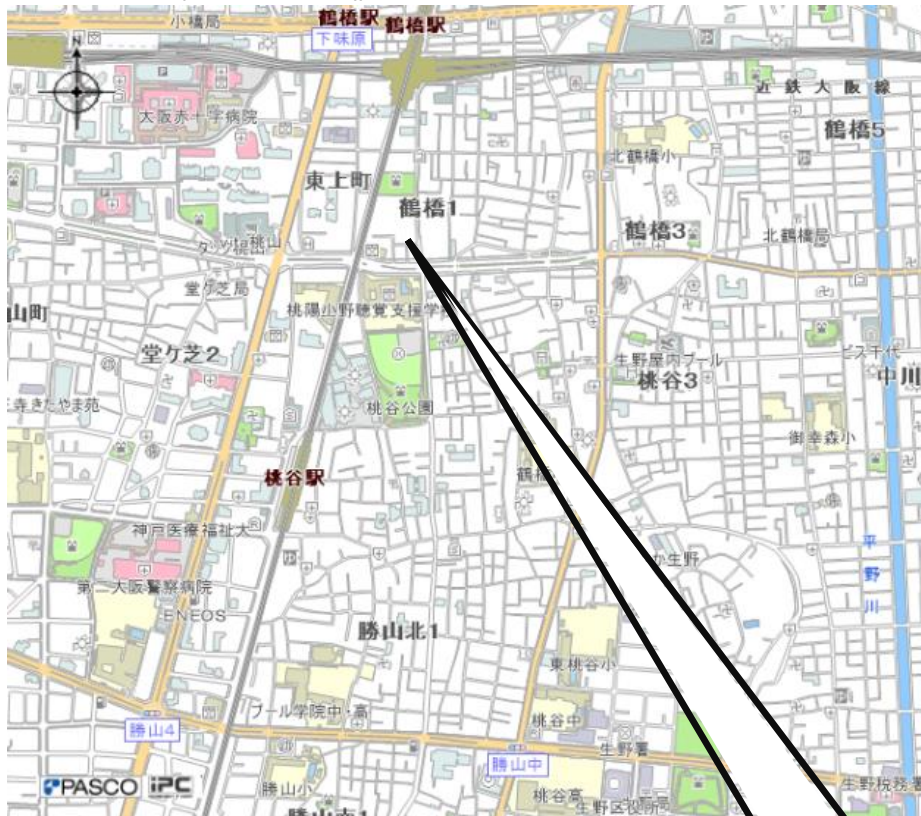 小橋局
鶴橋駅
鶴橋駅
下味原
N
大阪赤十字病院
近鉄大阪線
鶴橋5
北鶴橋小
東上町
鶴橋1
鶴橋3
北鶴橋局
堂ケ芝局
桃陽小野聴覚支援学
山町
堂ケ芝2
生野屋内プール
桃谷3
中川
桃谷公園
御幸森小
桃谷駅
鶴橋
神戸医療福祉大
か生野
平野川
第二大阪警察病院
ENEOS
勝山北1
東桃谷小
プール学院中・高
桃谷中
勝山4
生野署
勝山中
PASCO iPC
生野税務署
勝山小
桃谷高
生野区役所
勝山南1